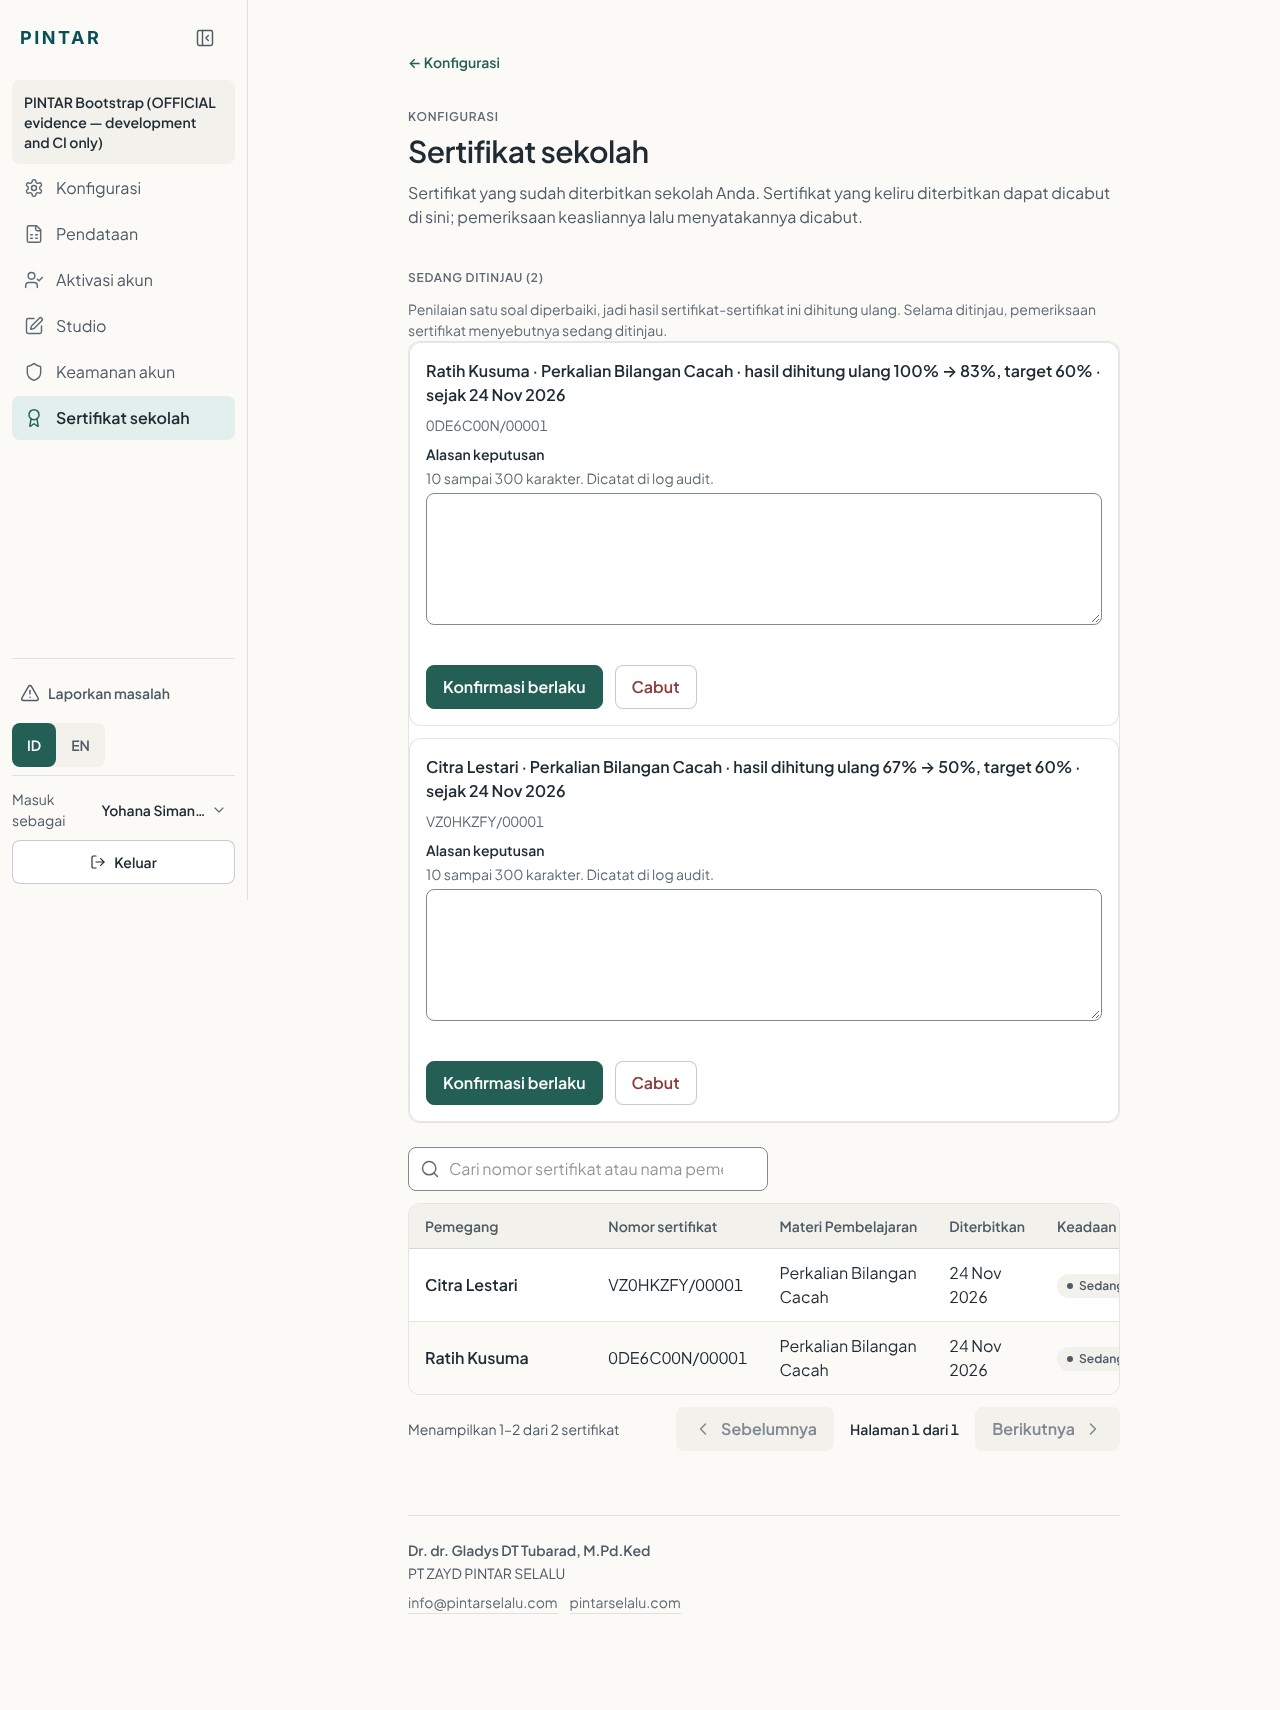 PINTAR
PINTAR Bootstrap (OFFICIAL
evidence — development
and CI only)
Konfigurasi
Pendataan
Aktivasi akun
Studio
Keamanan akun
Sertifikat sekolah
Laporkan masalah
ID EN
Masuk
sebagai
Yohana Siman…
Keluar
← Konfigurasi
KONFIGURASI
Sertifikat sekolah
Sertifikat yang sudah diterbitkan sekolah Anda. Sertifikat yang keliru diterbitkan dapat dicabut
di sini; pemeriksaan keasliannya lalu menyatakannya dicabut.
SEDANG DITINJAU (2)
Penilaian satu soal diperbaiki, jadi hasil sertifikat-sertifikat ini dihitung ulang. Selama ditinjau, pemeriksaan
sertifikat menyebutnya sedang ditinjau.
Ratih Kusuma · Perkalian Bilangan Cacah · hasil dihitung ulang 100% → 83%, target 60% ·
sejak 24 Nov 2026
0DE6C00N/00001
Alasan keputusan
10 sampai 300 karakter. Dicatat di log audit.
Konfirmasi berlaku Cabut
Citra Lestari · Perkalian Bilangan Cacah · hasil dihitung ulang 67% → 50%, target 60% ·
sejak 24 Nov 2026
VZ0HKZFY/00001
Alasan keputusan
10 sampai 300 karakter. Dicatat di log audit.
Konfirmasi berlaku Cabut
Cari nomor sertifikat atau nama
Pemegang Nomor sertifikat Materi Pembelajaran Diterbitkan Keadaan
Citra Lestari VZ0HKZFY/00001 Perkalian Bilangan Cacah 24 Nov 2026 Sedang
Ratih Kusuma 0DE6C00N/00001 Perkalian Bilangan Cacah 24 Nov 2026 Sedang
Menampilkan 1–2 dari 2 sertifikat
Sebelumnya Halaman 1 dari 1 Berikutnya
Dr. dr. Gladys DT Tubarad, M.Pd.Ked
PT ZAYD PINTAR SELALU
info@pintarselalu.com pintarselalu.com